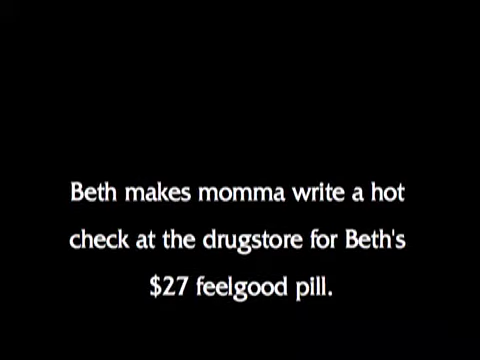 Beth makes momma write a hot
check at the drugstore for Beth's
$27 feelgood pill.